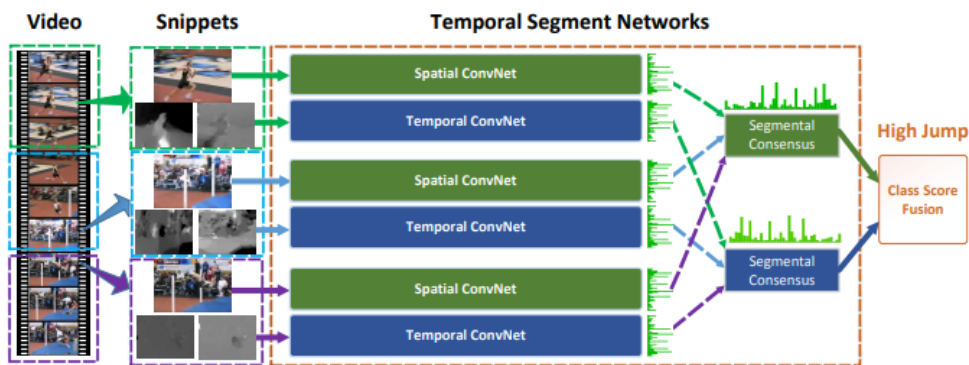 Video
Snippets
Temporal Segment Networks
Spatial ConvNet
Temporal ConvNet
Spatial ConvNet
Temporal ConvNet
Spatial ConvNet
Temporal ConvNet
Segmental
Consensus
Segmental
Consensus
High Jump
Class Score
Fusion